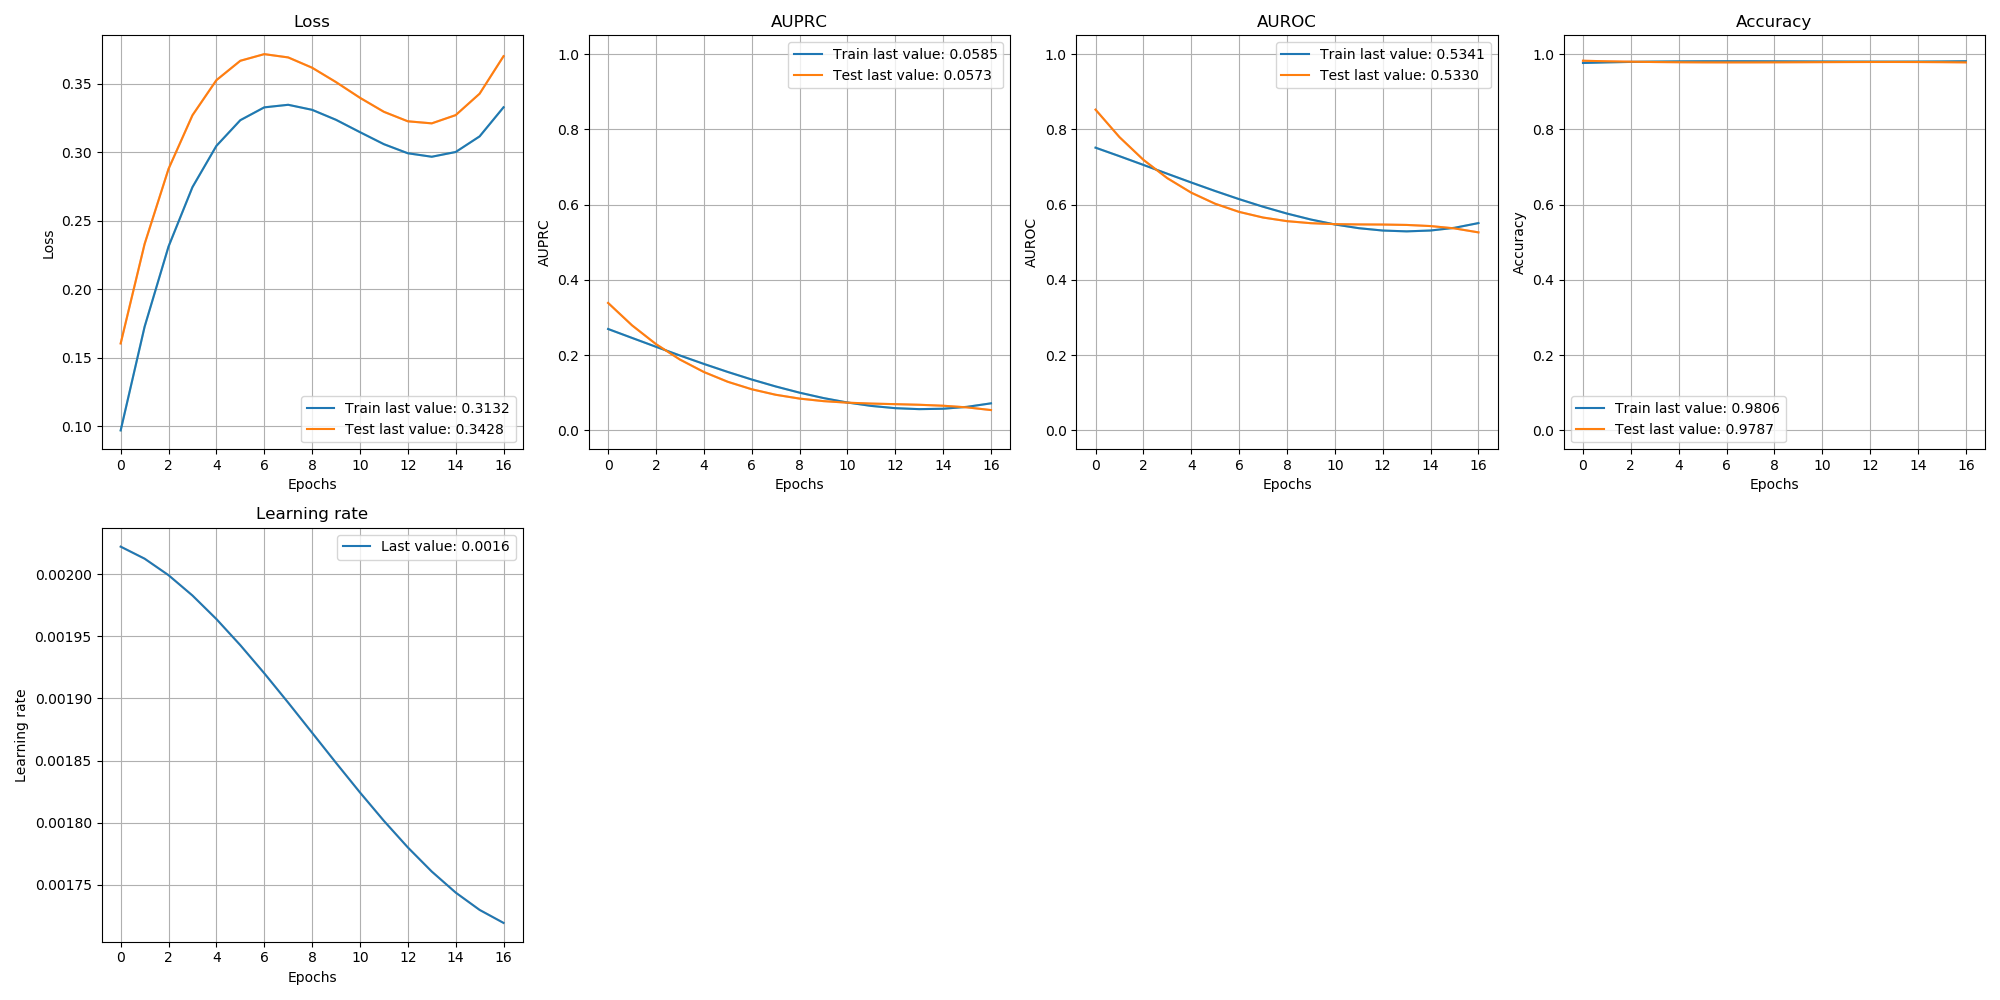 Loss
0.35
0.30
0.25
0.20
0.15
0.10
Loss
Train last value: 0.3132
Test last value: 0.3428
0 2 4 6 8 10 12 14 16
Epochs
AUPRC
1.0
0.8
0.6
0.4
0.2
0.0
AUPRC
Train last value: 0.0585
Test last value: 0.0573
0 2 4 6 8 10 12 14 16
Epochs
AUROC
1.0
0.8
0.6
0.4
0.2
0.0
AUROC
Train last value: 0.5341
Test last value: 0.5330
0 2 4 6 8 10 12 14 16
Epochs
Accuracy
1.0
0.8
0.6
0.4
0.2
0.0
Accuracy
Train last value: 0.9806
Test last value: 0.9787
0 2 4 6 8 10 12 14 16
Epochs
Learning rate
Last value: 0.0016
0.00200
0.00195
0.00190
0.00185
0.00180
0.00175
Learning rate
0 2 4 6 8 10 12 14 16
Epochs